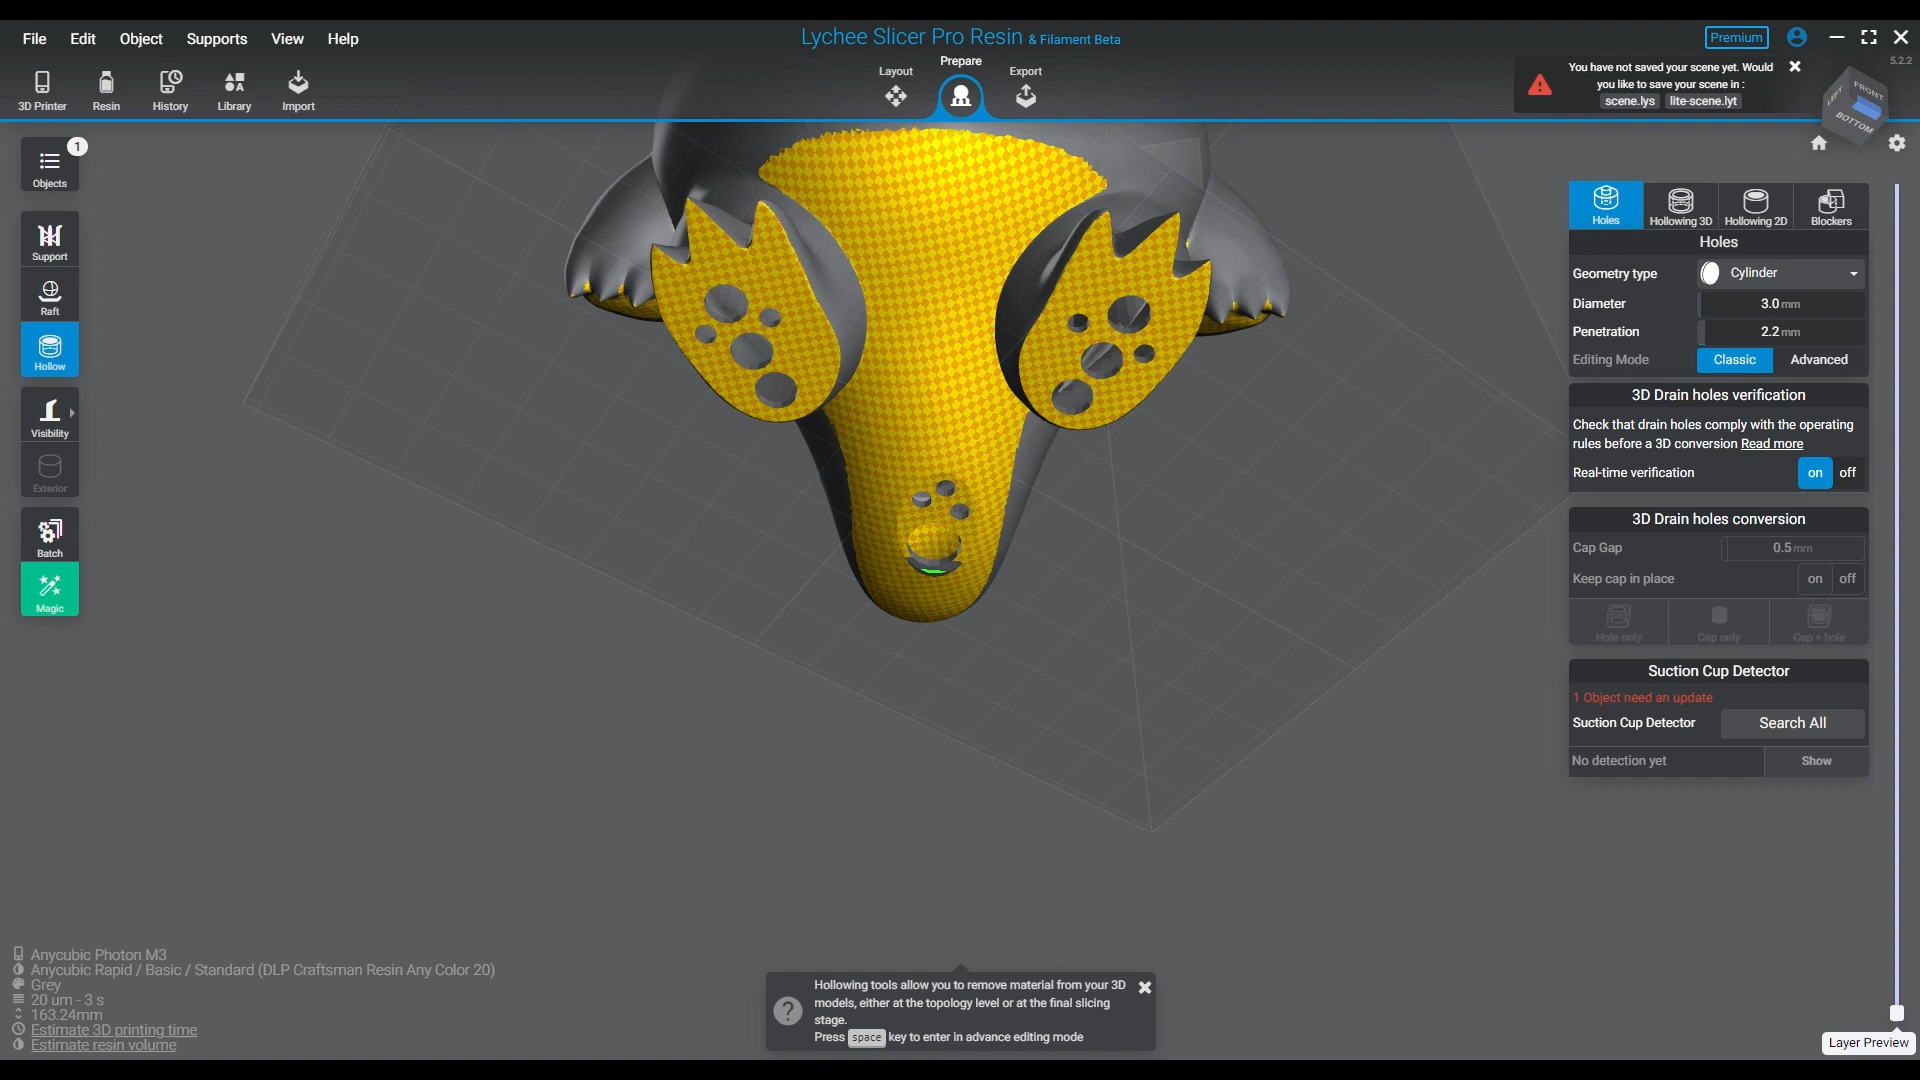 File Edit Object Supports View Help
Lychee Slicer Pro Resin & Filament Beta
Premium
5.2.2
3D Printer Resin History Library Import
Layout Prepare Export
You have not saved your scene yet. Would
you like to save your scene in :
scene.lys lite-scene.lyt
LEFT FRONT
BOTTOM
1
Objects
Support
Raft
Hollow
Visibility
Exterior
Batch
Magic
Holes Hollowing 3D Hollowing 2D Blockers
Holes
Geometry type Cylinder
Diameter 3.0 mm
Penetration 2.2 mm
Editing Mode Classic Advanced
3D Drain holes verification
Check that drain holes comply with the operating
rules before a 3D conversion Read more
Real-time verification on off
3D Drain holes conversion
Cap Gap 0.5 mm
Keep cap in place on off
Hole only Cap only Cap + hole
Suction Cup Detector
1 Object need an update
Suction Cup Detector Search All
No detection yet Show
Anycubic Photon M3
Anycubic Rapid / Basic / Standard (DLP Craftsman Resin Any Color 20)
Grey
20 um - 3 s
163.24mm
Estimate 3D printing time
Estimate resin volume
?
Hollowing tools allow you to remove material from your 3D
models, either at the topology level or at the final slicing
stage.
Press space key to enter in advance editing mode
Layer Preview